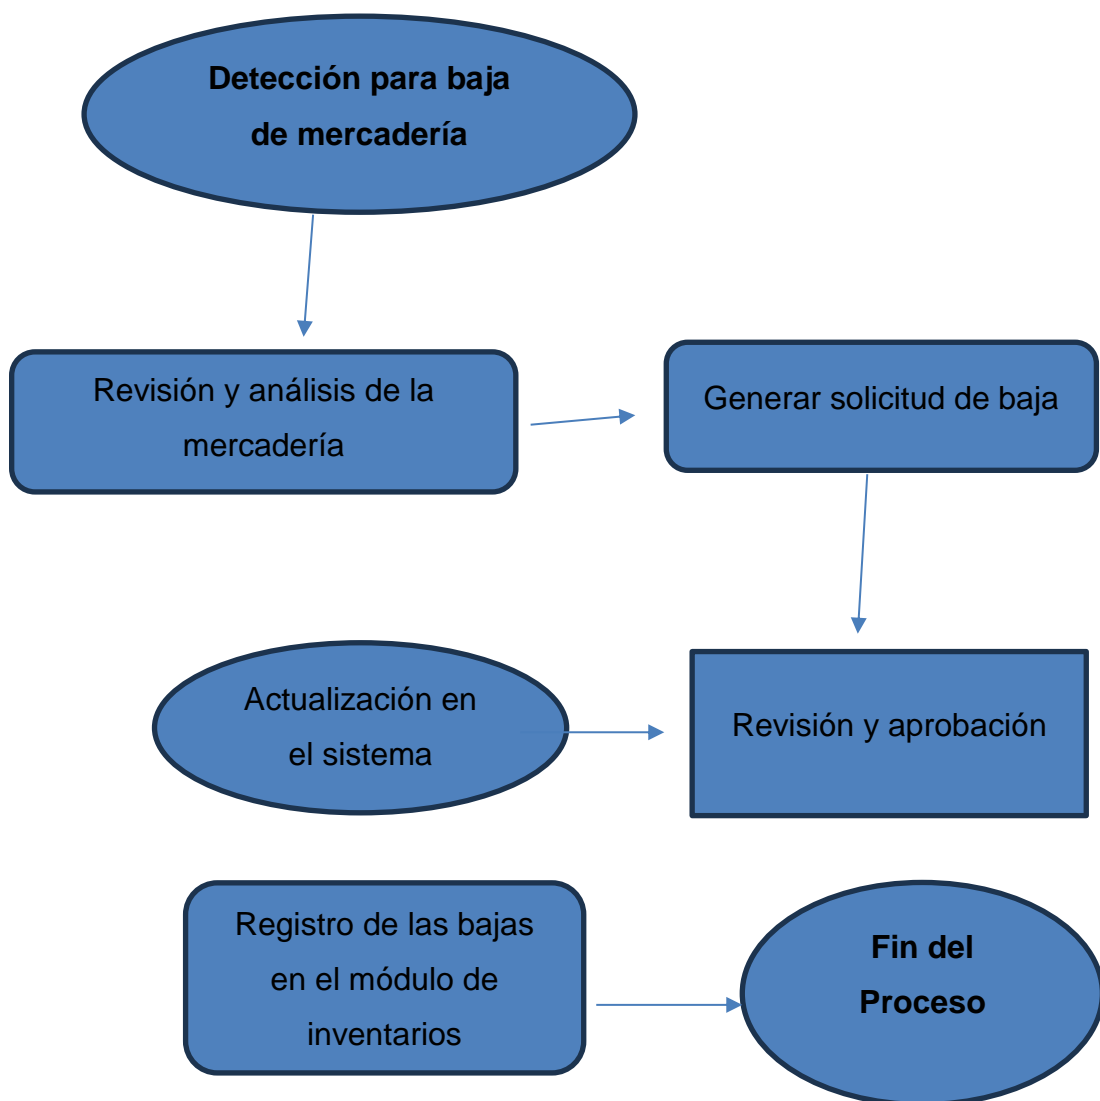 Detección para baja
de mercadería
Revisión y análisis de la
mercadería
Generar solicitud de baja
Actualización en
el sistema
Revisión y aprobación
Registro de las bajas
en el módulo de
inventarios
Fin del
Proceso